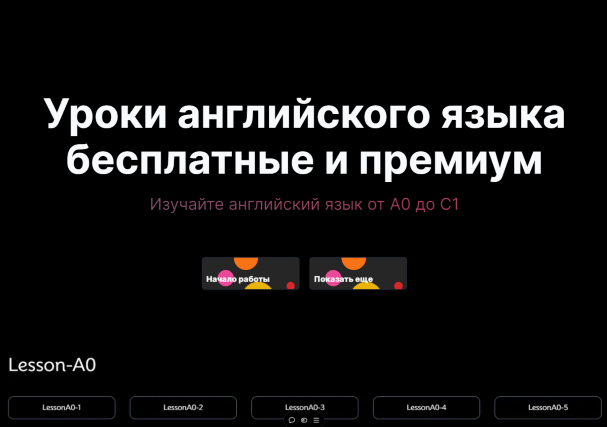 Уроки английского языка
бесплатные и премиум
Изучайте английский язык от A0 до C1
Начало работы
Показать еще
Lesson-A0
LessonA0-1
LessonA0-2
LessonA0-3
LessonA0-4
LessonA0-5